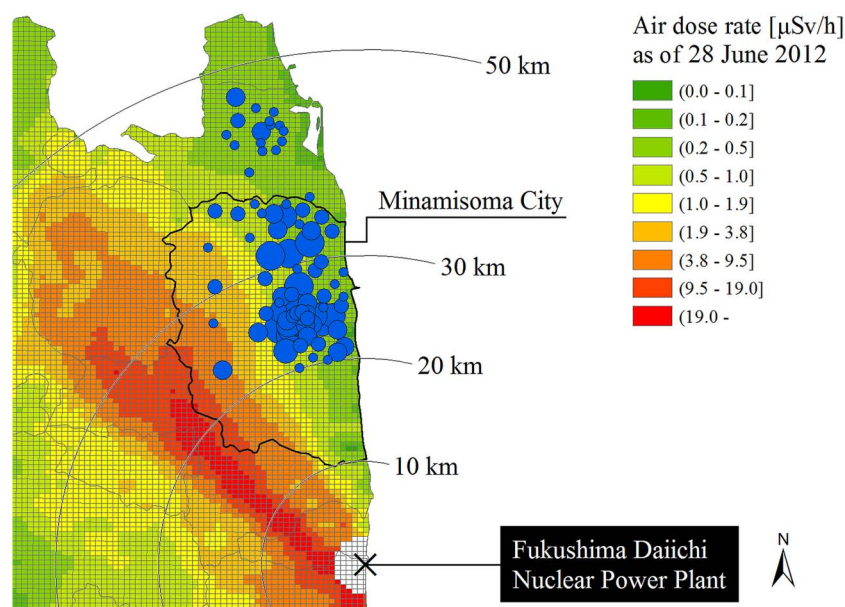 Air dose rate [μSv/h]
as of 28 June 2012
(0.0 - 0.1]
(0.1 - 0.2]
(0.2 - 0.5]
(0.5 - 1.0]
(1.0 - 1.9]
(1.9 - 3.8]
(3.8 - 9.5]
(9.5 - 19.0]
(19.0 -
50 km
Minamisoma City
30 km
20 km
10 km
Fukushima Daiichi
Nuclear Power Plant
N